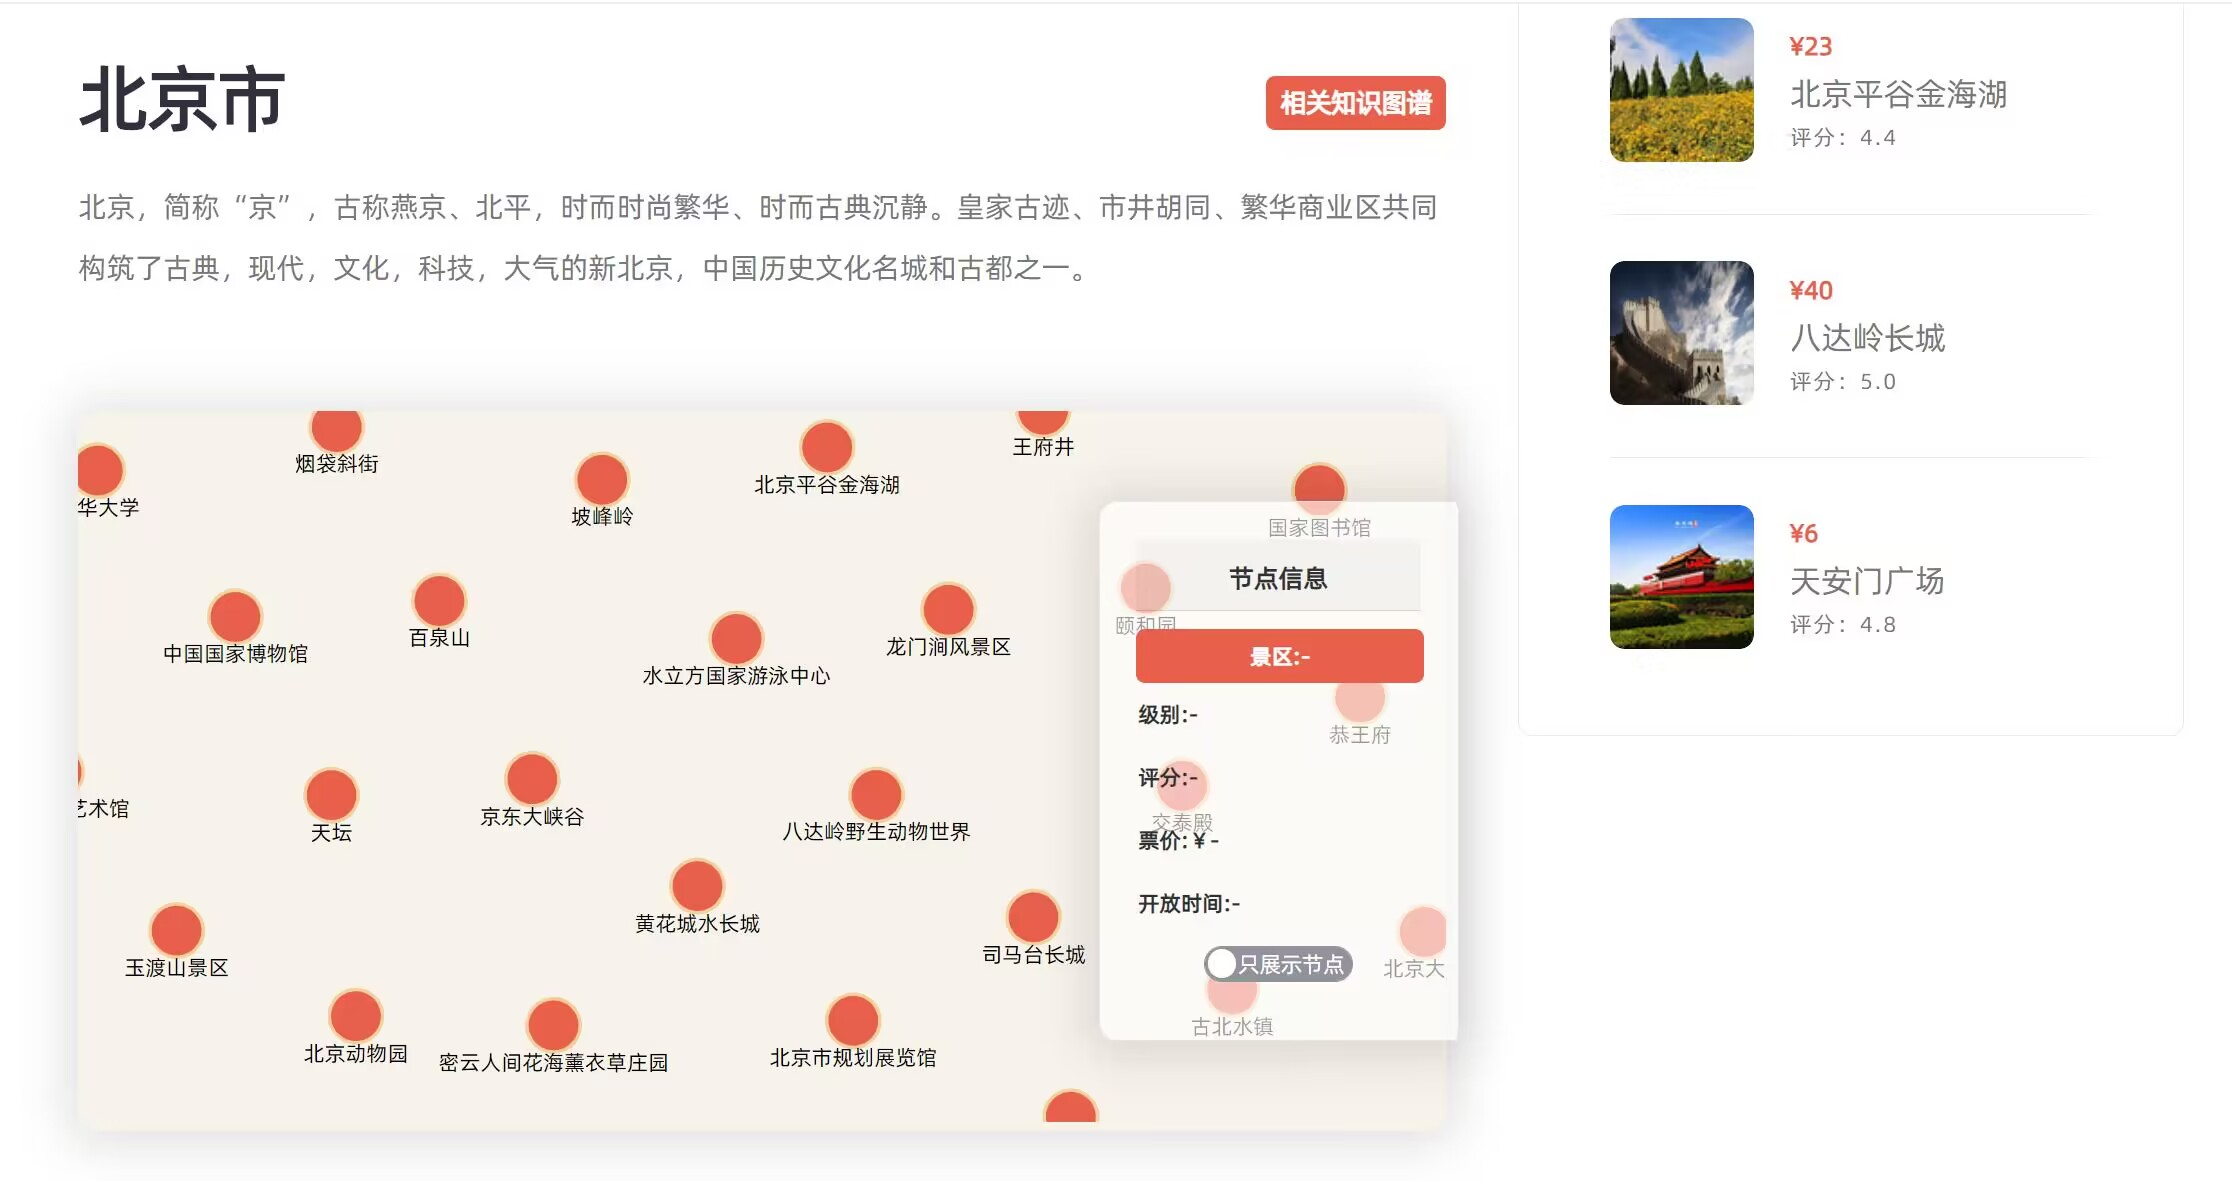 北京市
相关知识图谱
北京，简称“京”，古称燕京、北平，时而时尚繁华、时而古典沉静。皇家古迹、市井胡同、繁华商业区共同
构筑了古典，现代，文化，科技，大气的新北京，中国历史文化名城和古都之一。
烟袋斜街
华大学
坡峰岭
北京平谷金海湖
王府井
国家图书馆
中国国家博物馆
百泉山
水立方国家游泳中心
龙门涧风景区
颐和园
艺术馆
天坛
京东大峡谷
八达岭野生动物世界
恭王府
交泰殿
黄花城水长城
司马台长城
玉渡山景区
北京大
北京动物园
密云人间花海薰衣草庄园
北京市规划展览馆
古北水镇
节点信息
景区:-
级别:-
评分:-
票价:¥ -
开放时间:-
只展示节点
¥23
北京平谷金海湖
评分：4.4
¥40
八达岭长城
评分：5.0
¥6
天安门广场
评分：4.8